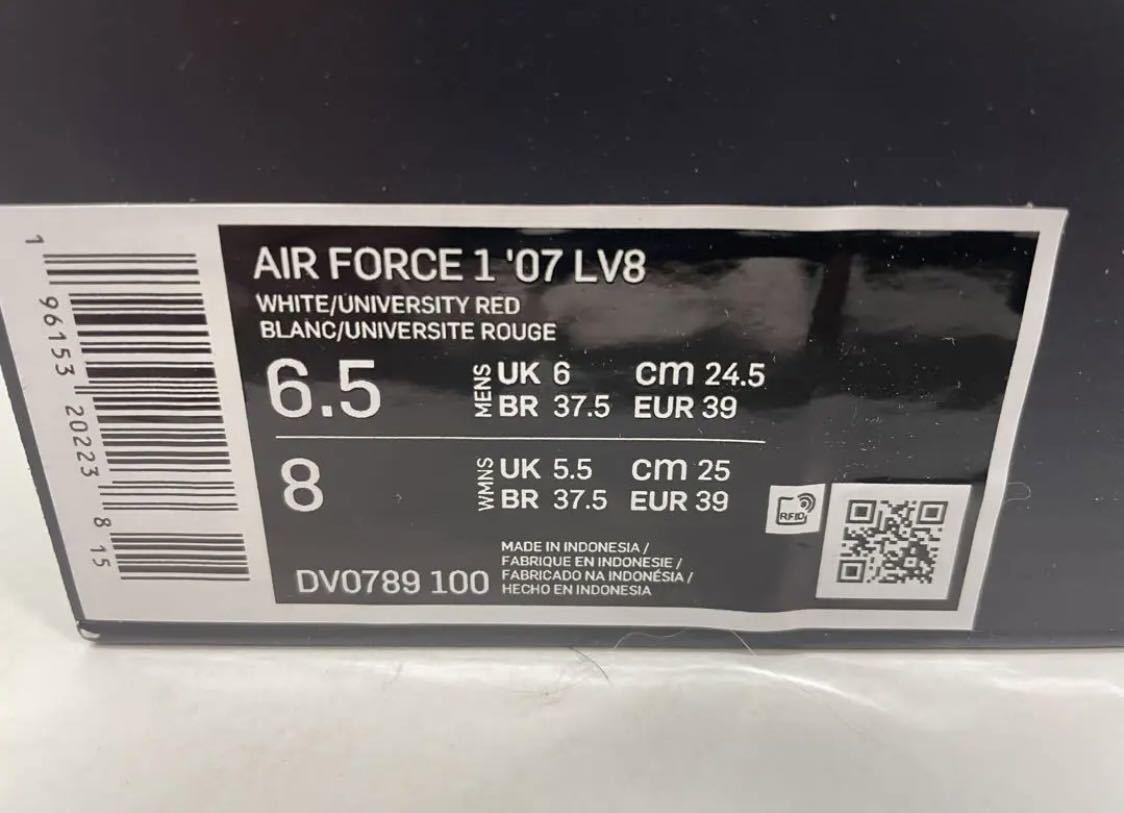 1 96153 20223 8 15
AIR FORCE 1 '07 LV8
WHITE/UNIVERSITY RED
BLANC/UNIVERSITE ROUGE
6.5 MENS UK 6 cm 24.5
BR 37.5 EUR 39
8 WMNS UK 5.5 cm 25
BR 37.5 EUR 39
RFID
MADE IN INDONESIA /
FABRIQUE EN INDONESIE /
FABRICADO NA INDONÉSIA /
HECHO EN INDONESIA
DV0789 100